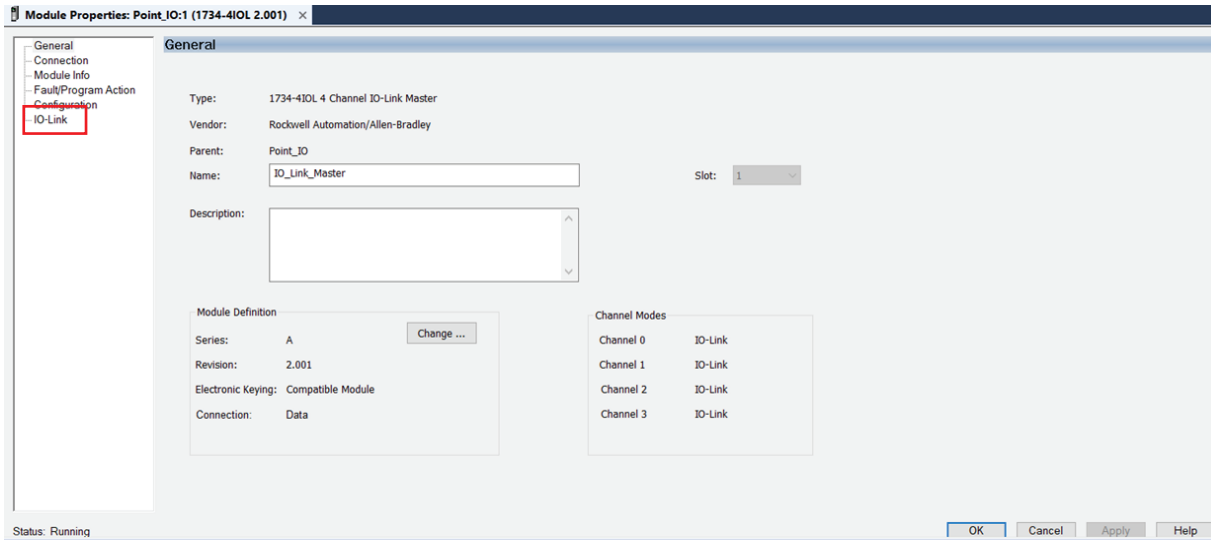 Module Properties: Point_IO:1 (1734-4IOL 2.001) ×
General
Connection
Module Info
Fault/Program Action
Configuration
IO-Link
General
Type: 1734-4IOL 4 Channel IO-Link Master
Vendor: Rockwell Automation/Allen-Bradley
Parent: Point_IO
Name: IO_Link_Master
Slot: 1
Description:
Module Definition
Change ...
Series: A
Revision: 2.001
Electronic Keying: Compatible Module
Connection: Data
Channel Modes
Channel 0 IO-Link
Channel 1 IO-Link
Channel 2 IO-Link
Channel 3 IO-Link
Status: Running
OK Cancel Apply Help